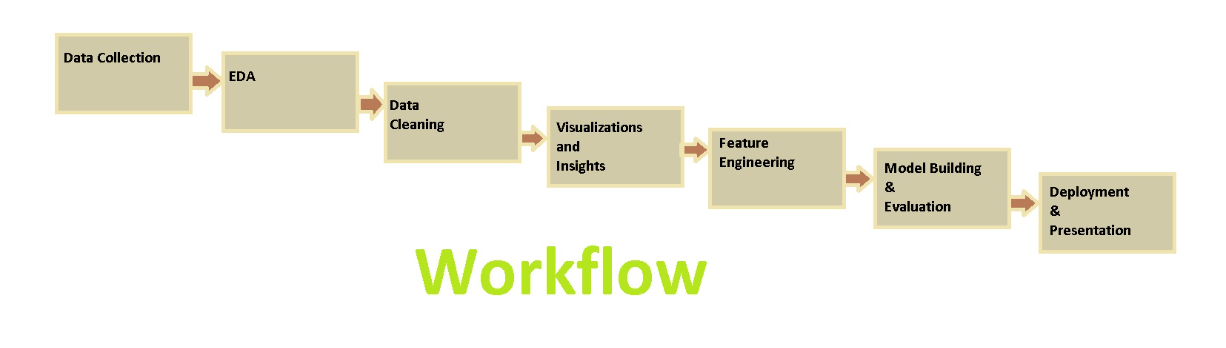 Data Collection
EDA
Data
Cleaning
Visualizations
and
Insights
Feature
Engineering
Model Building
&
Evaluation
Deployment
&
Presentation
Workflow